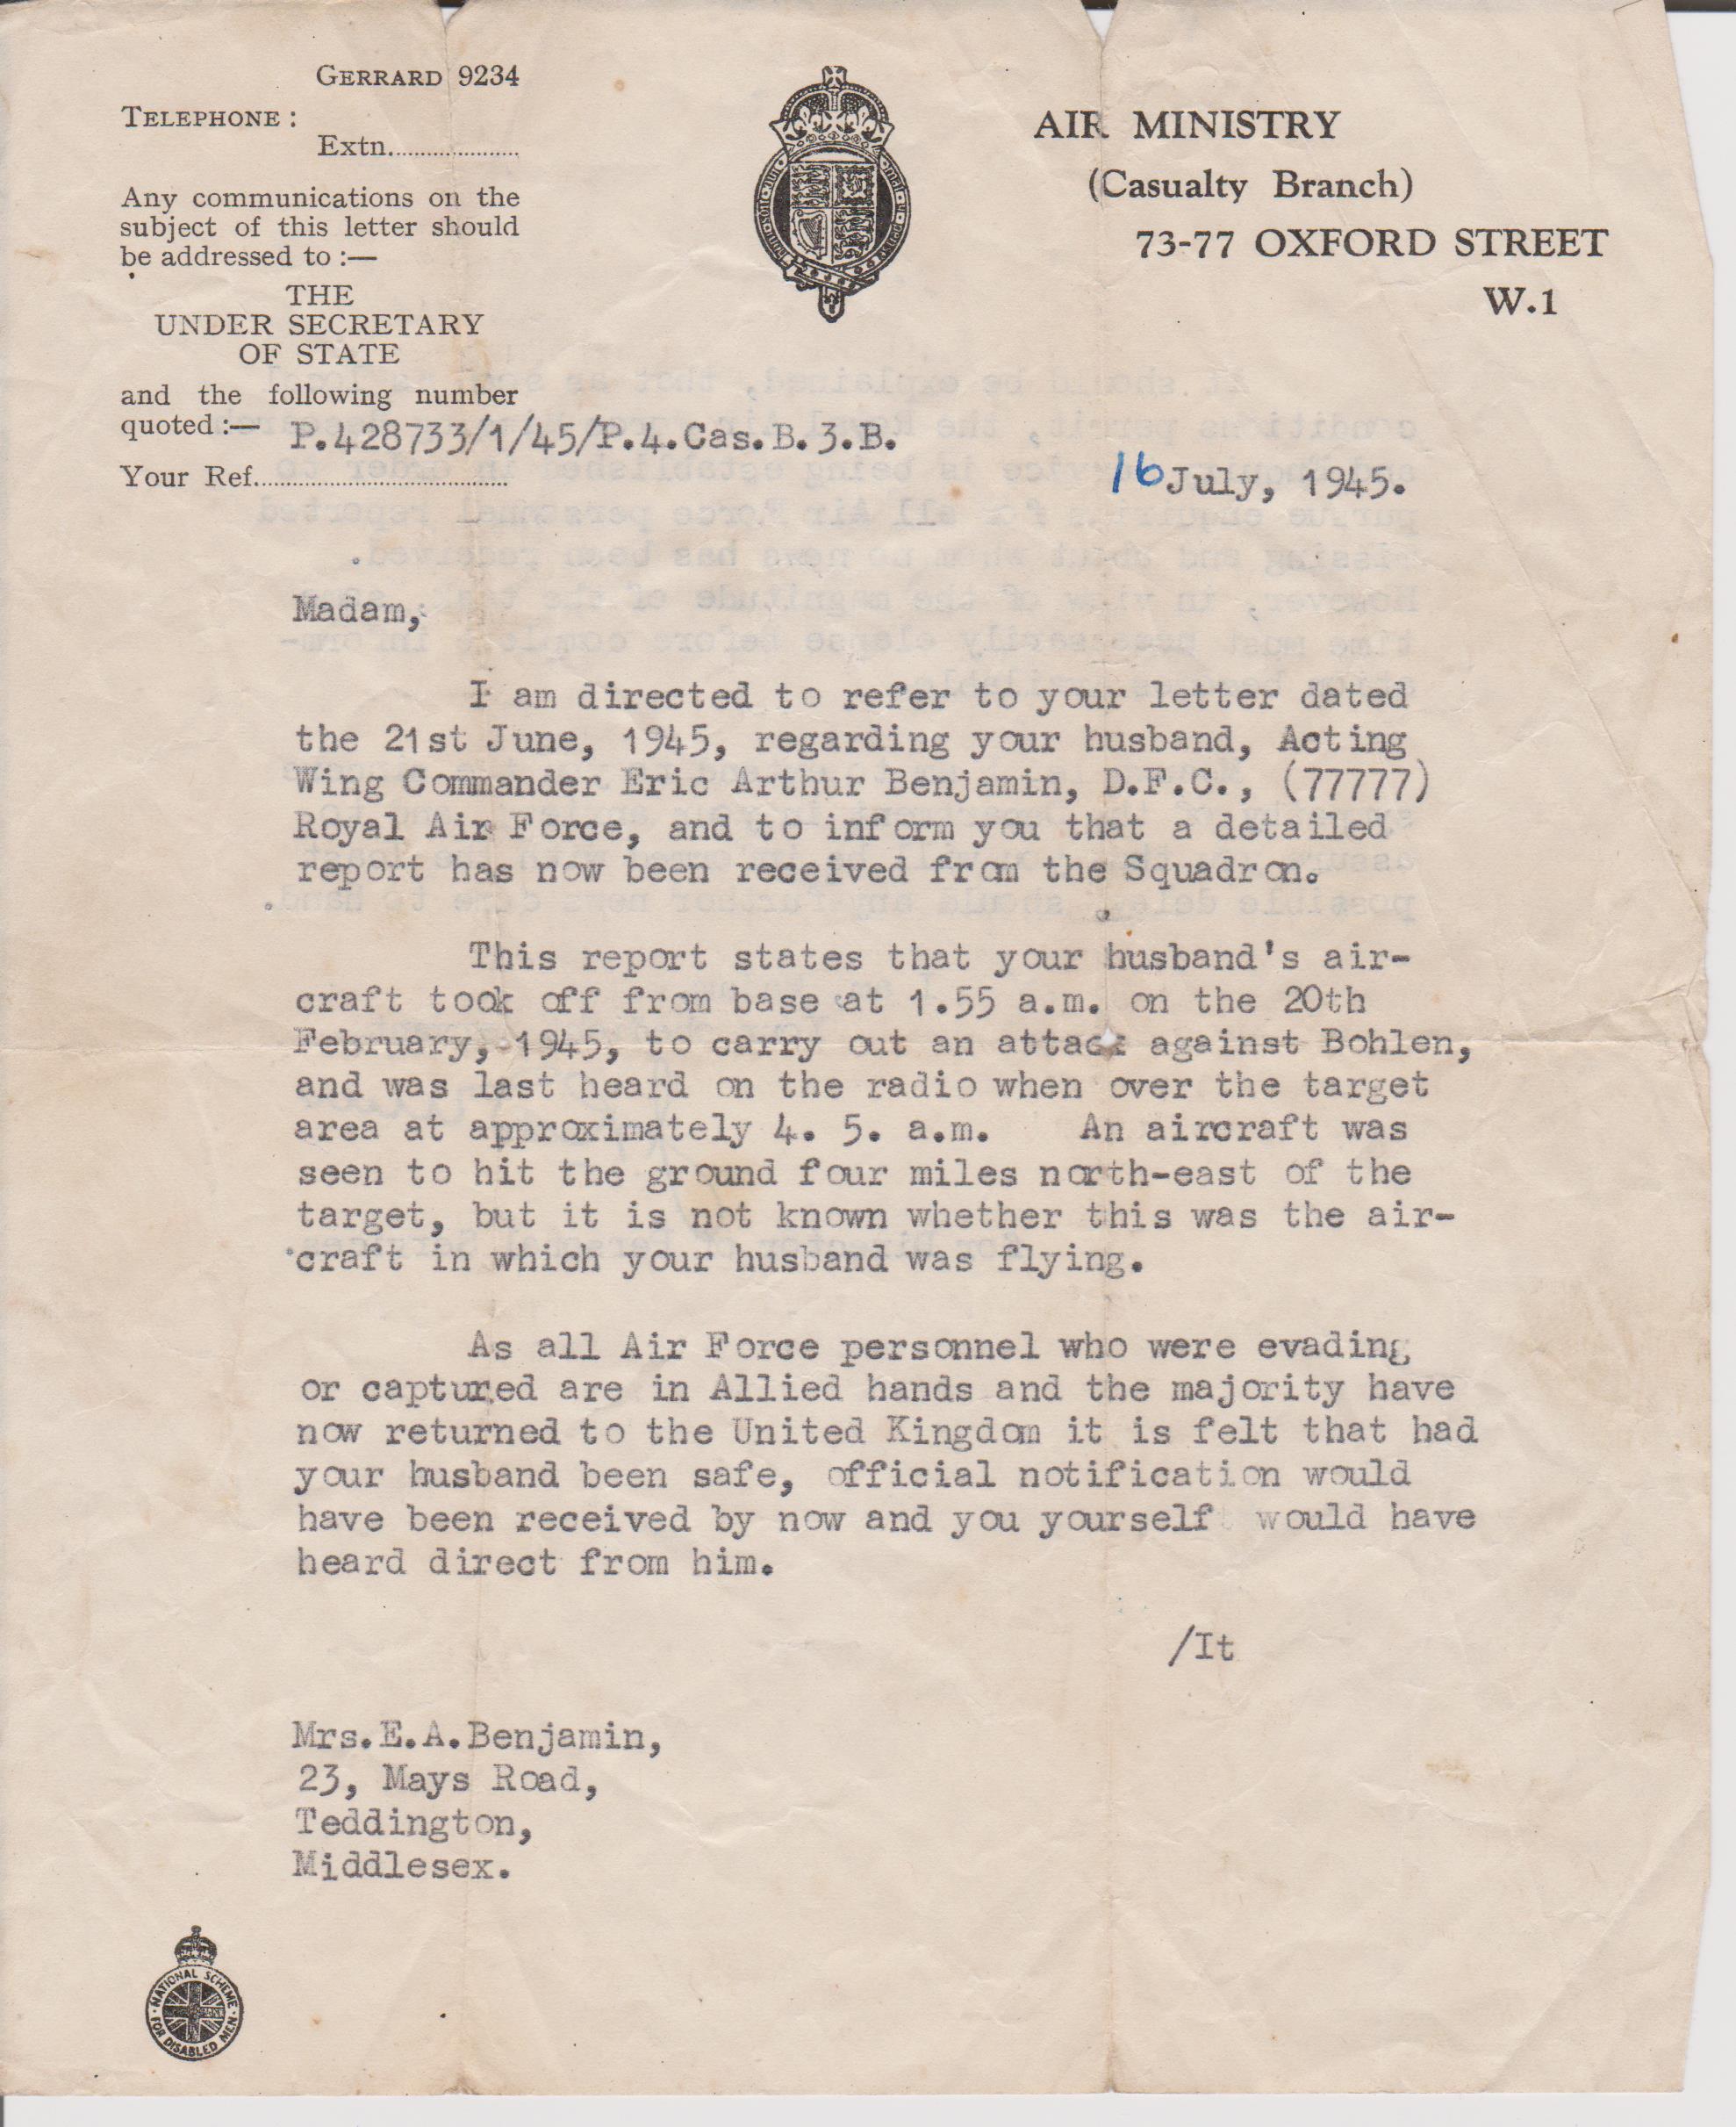 GERRARD 9234
TELEPHONE :
Extn.....................
Any communications on the
subject of this letter should
be addressed to :—
THE
UNDER SECRETARY
OF STATE
and the following number
quoted :— P.428733/1/45/P.4.Cas.B.3.B.
Your Ref..........................................
AIR MINISTRY
(Casualty Branch)
73-77 OXFORD STREET
W.1
16 July, 1945.
Madam,
I am directed to refer to your letter dated
the 21st June, 1945, regarding your husband, Acting
Wing Commander Eric Arthur Benjamin, D.F.C., (77777)
Royal Air Force, and to inform you that a detailed
report has now been received from the Squadron.
This report states that your husband's air-
craft took off from base at 1.55 a.m. on the 20th
February, 1945, to carry out an attack against Bohlen,
and was last heard on the radio when over the target
area at approximately 4. 5. a.m. An aircraft was
seen to hit the ground four miles north-east of the
target, but it is not known whether this was the air-
craft in which your husband was flying.
As all Air Force personnel who were evading
or captured are in Allied hands and the majority have
now returned to the United Kingdom it is felt that had
your husband been safe, official notification would
have been received by now and you yourself would have
heard direct from him.
/It
Mrs.E.A.Benjamin,
23, Mays Road,
Teddington,
Middlesex.
NATIONAL SCHEME
FOR DISABLED MEN